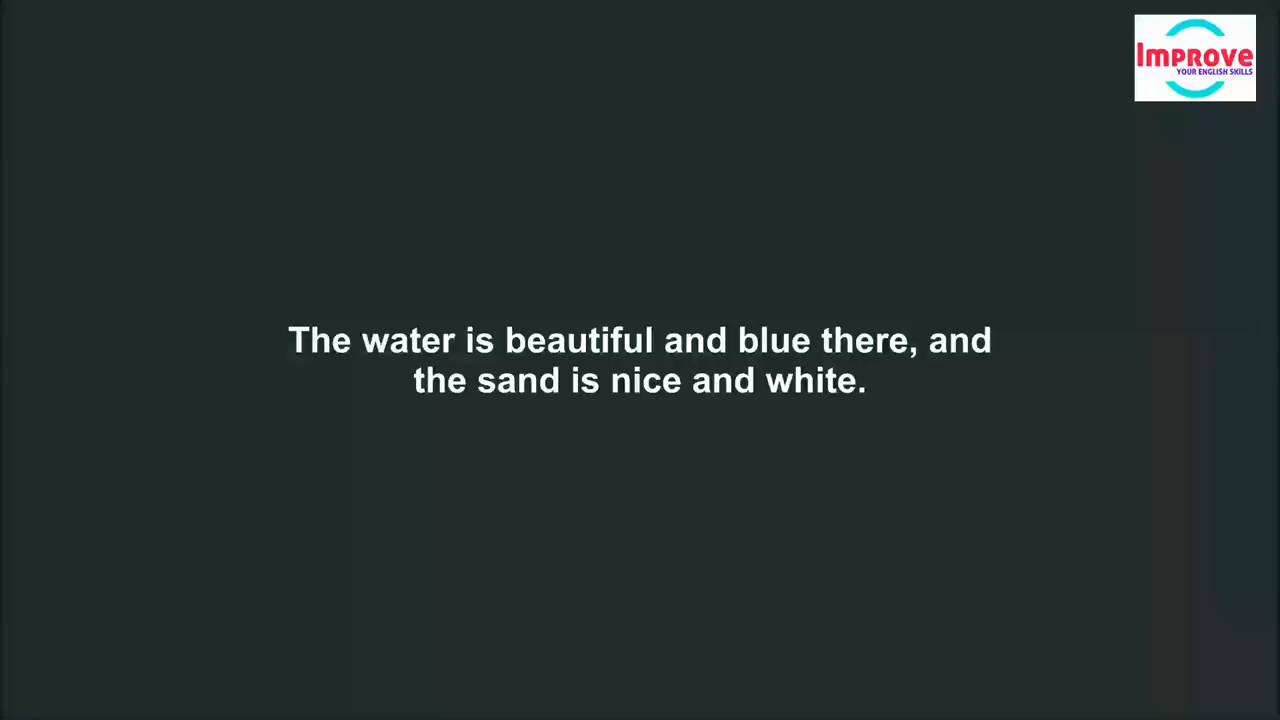 Improve
YOUR ENGLISH SKILLS
The water is beautiful and blue there, and
the sand is nice and white.